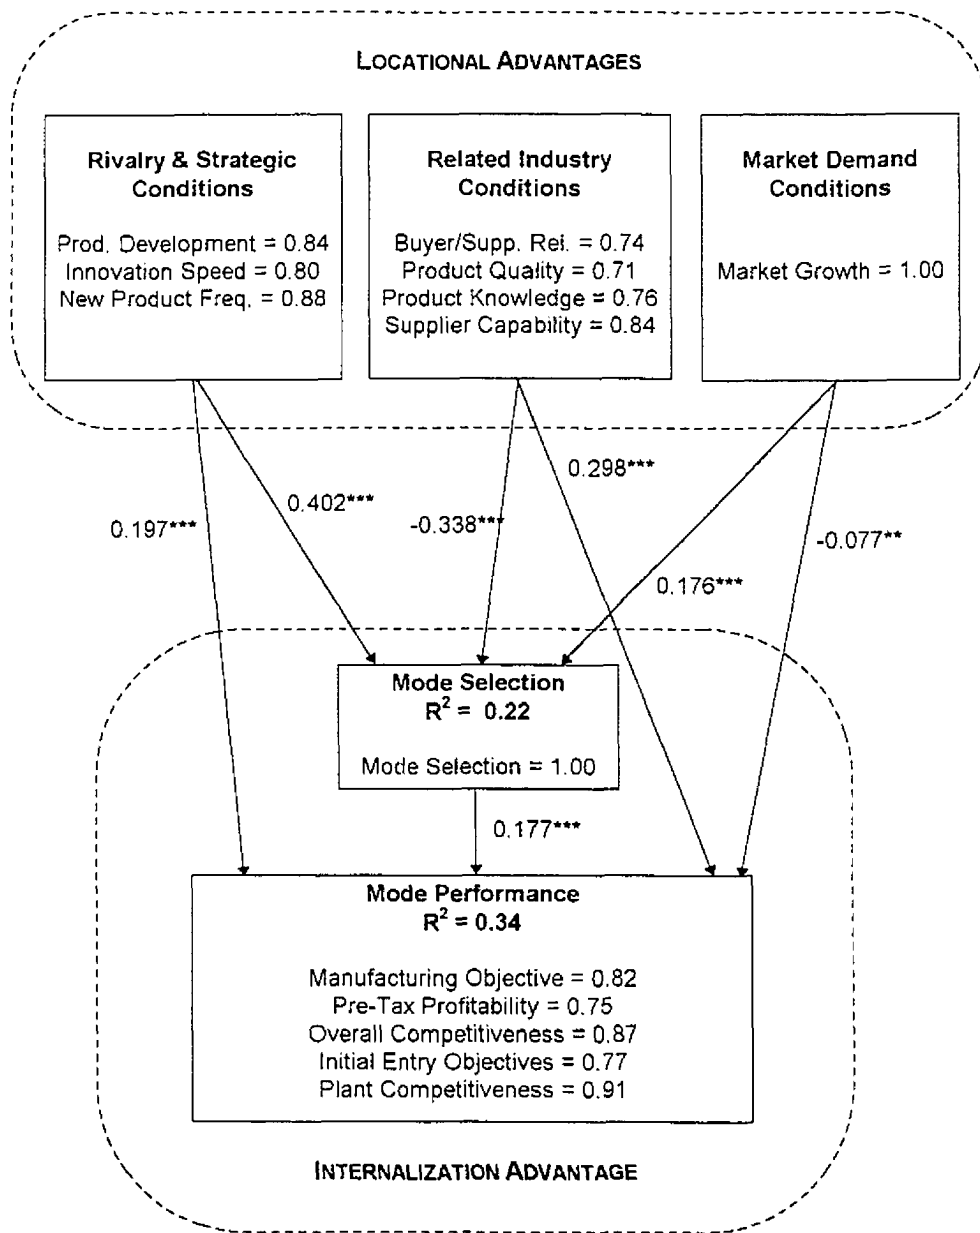 LOCATIONAL ADVANTAGES
Rivalry & Strategic
Conditions
Prod. Development = 0.84
Innovation Speed = 0.80
New Product Freq. = 0.88
Related Industry
Conditions
Buyer/Supp. Rel. = 0.74
Product Quality = 0.71
Product Knowledge = 0.76
Supplier Capability = 0.84
Market Demand
Conditions
Market Growth = 1.00
0.197***
0.402***
-0.338***
0.298***
0.176***
-0.077**
Mode Selection
R² = 0.22
Mode Selection = 1.00
0.177***
Mode Performance
R² = 0.34
Manufacturing Objective = 0.82
Pre-Tax Profitability = 0.75
Overall Competitiveness = 0.87
Initial Entry Objectives = 0.77
Plant Competitiveness = 0.91
INTERNALIZATION ADVANTAGE